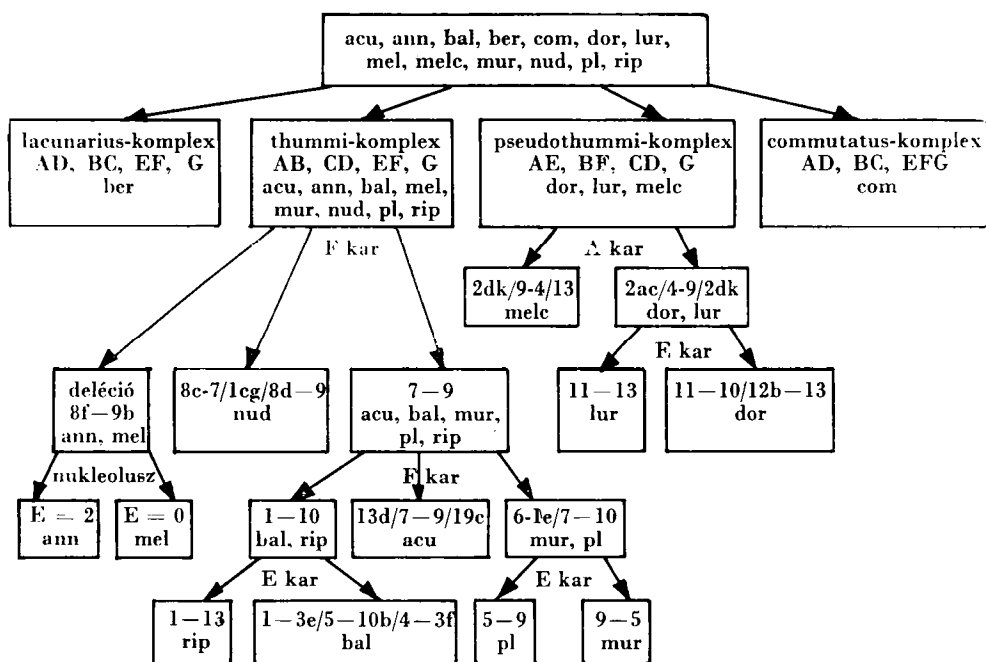 acu, ann, bal, ber, com, dor, lur,
mel, melc, mur, nud, pl, rip
lacunarius-komplex
AD, BC, EF, G
ber
thummi-komplex
AB, CD, EF, G
acu, ann, bal, mel,
mur, nud, pl, rip
pseudothummi-komplex
AE, BF, CD, G
dor, lur, melc
commutatus-komplex
AD, BC, EFG
com
F kar
A kar
2dk/9-4/13
melc
2ac/4-9/2dk
dor, lur
E kar
deléció
8f—9b
ann, mel
8c-7/1cg/8d—9
nud
7—9
acu, bal, mur,
pl, rip
11—13
lur
11—10/12b—13
dor
nukleolusz
F kar
E = 2
ann
E = 0
mel
1—10
bal, rip
13d/7—9/19c
acu
6-1e/7—10
mur, pl
E kar
E kar
1—13
rip
1—3e/5—10b/4—3f
bal
5—9
pl
9—5
mur